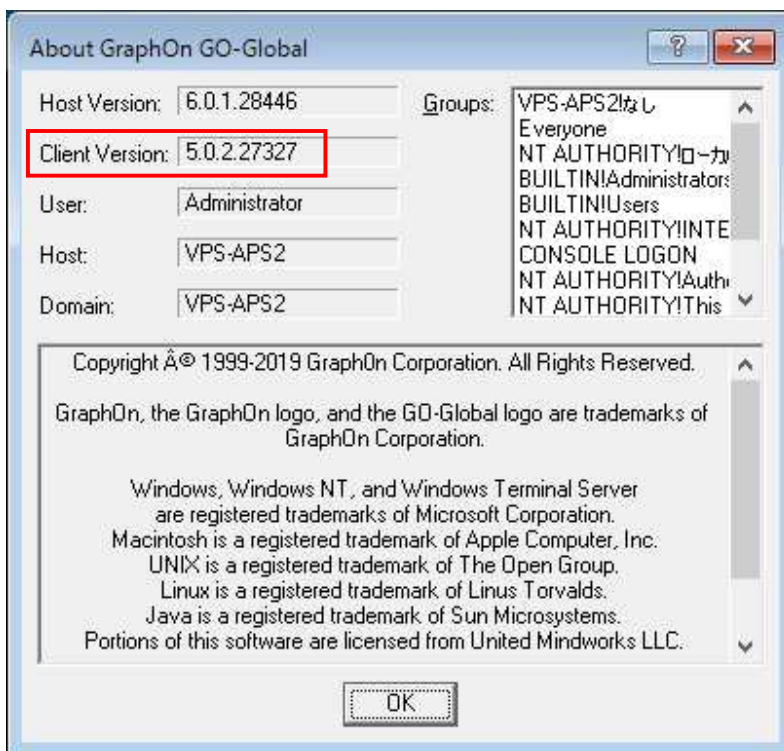 About GraphOn GO-Global
Host Version: 6.0.1.28446
Client Version: 5.0.2.27327
User: Administrator
Host: VPS-APS2
Domain: VPS-APS2
Groups:
VPS-APS2!なし
Everyone
NT AUTHORITY!ローカ
BUILTIN!Administrators
BUILTIN!Users
NT AUTHORITY!INTE
CONSOLE LOGON
NT AUTHORITY!Auth
NT AUTHORITY!This
Copyright Â© 1999-2019 GraphOn Corporation. All Rights Reserved.
GraphOn, the GraphOn logo, and the GO-Global logo are trademarks of
GraphOn Corporation.
Windows, Windows NT, and Windows Terminal Server
are registered trademarks of Microsoft Corporation.
Macintosh is a registered trademark of Apple Computer, Inc.
UNIX is a registered trademark of The Open Group.
Linux is a registered trademark of Linus Torvalds.
Java is a registered trademark of Sun Microsystems.
Portions of this software are licensed from United Mindworks LLC.
OK